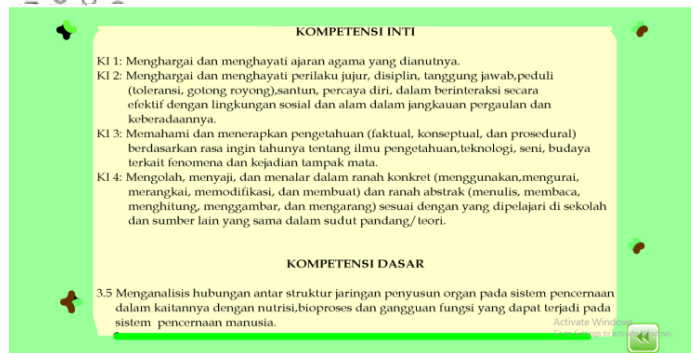 KOMPETENSI INTI
KI 1: Menghargai dan menghayati ajaran agama yang dianutnya.
KI 2: Menghargai dan menghayati perilaku jujur, disiplin, tanggung jawab,peduli
(toleransi, gotong royong),santun, percaya diri, dalam berinteraksi secara
efektif dengan lingkungan sosial dan alam dalam jangkauan pergaulan dan
keberadaannya.
KI 3: Memahami dan menerapkan pengetahuan (faktual, konseptual, dan prosedural)
berdasarkan rasa ingin tahunya tentang ilmu pengetahuan,teknologi, seni, budaya
terkait fenomena dan kejadian tampak mata.
KI 4: Mengolah, menyaji, dan menalar dalam ranah konkret (menggunakan,mengurai,
merangkai, memodifikasi, dan membuat) dan ranah abstrak (menulis, membaca,
menghitung, menggambar, dan mengarang) sesuai dengan yang dipelajari di sekolah
dan sumber lain yang sama dalam sudut pandang/teori.
KOMPETENSI DASAR
3.5 Menganalisis hubungan antar struktur jaringan penyusun organ pada sistem pencernaan
dalam kaitannya dengan nutrisi,bioproses dan gangguan fungsi yang dapat terjadi pada
sistem pencernaan manusia.
Activate Windows
Go to Settings to activate Windows.